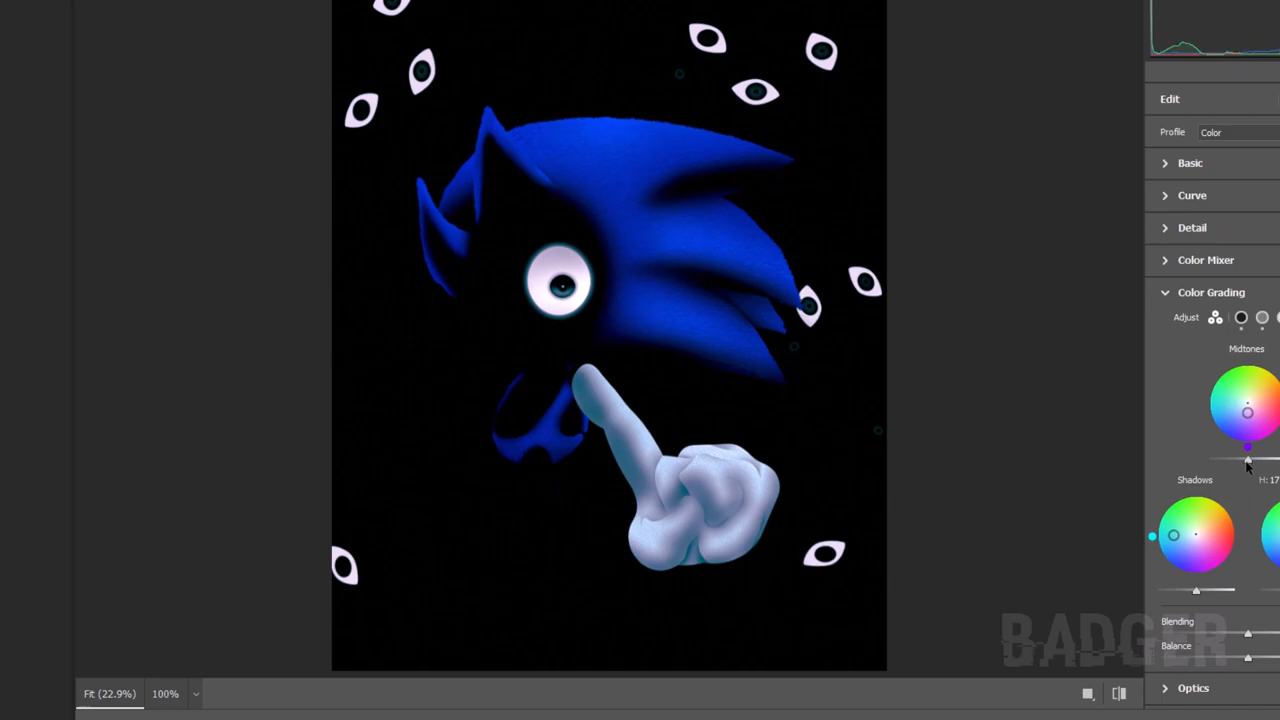 Edit
Profile Color
Basic
Curve
Detail
Color Mixer
Color Grading
Adjust
Midtones
Shadows H: 17
BADGER
Blending
Balance
Optics
Fit (22.9%) 100%